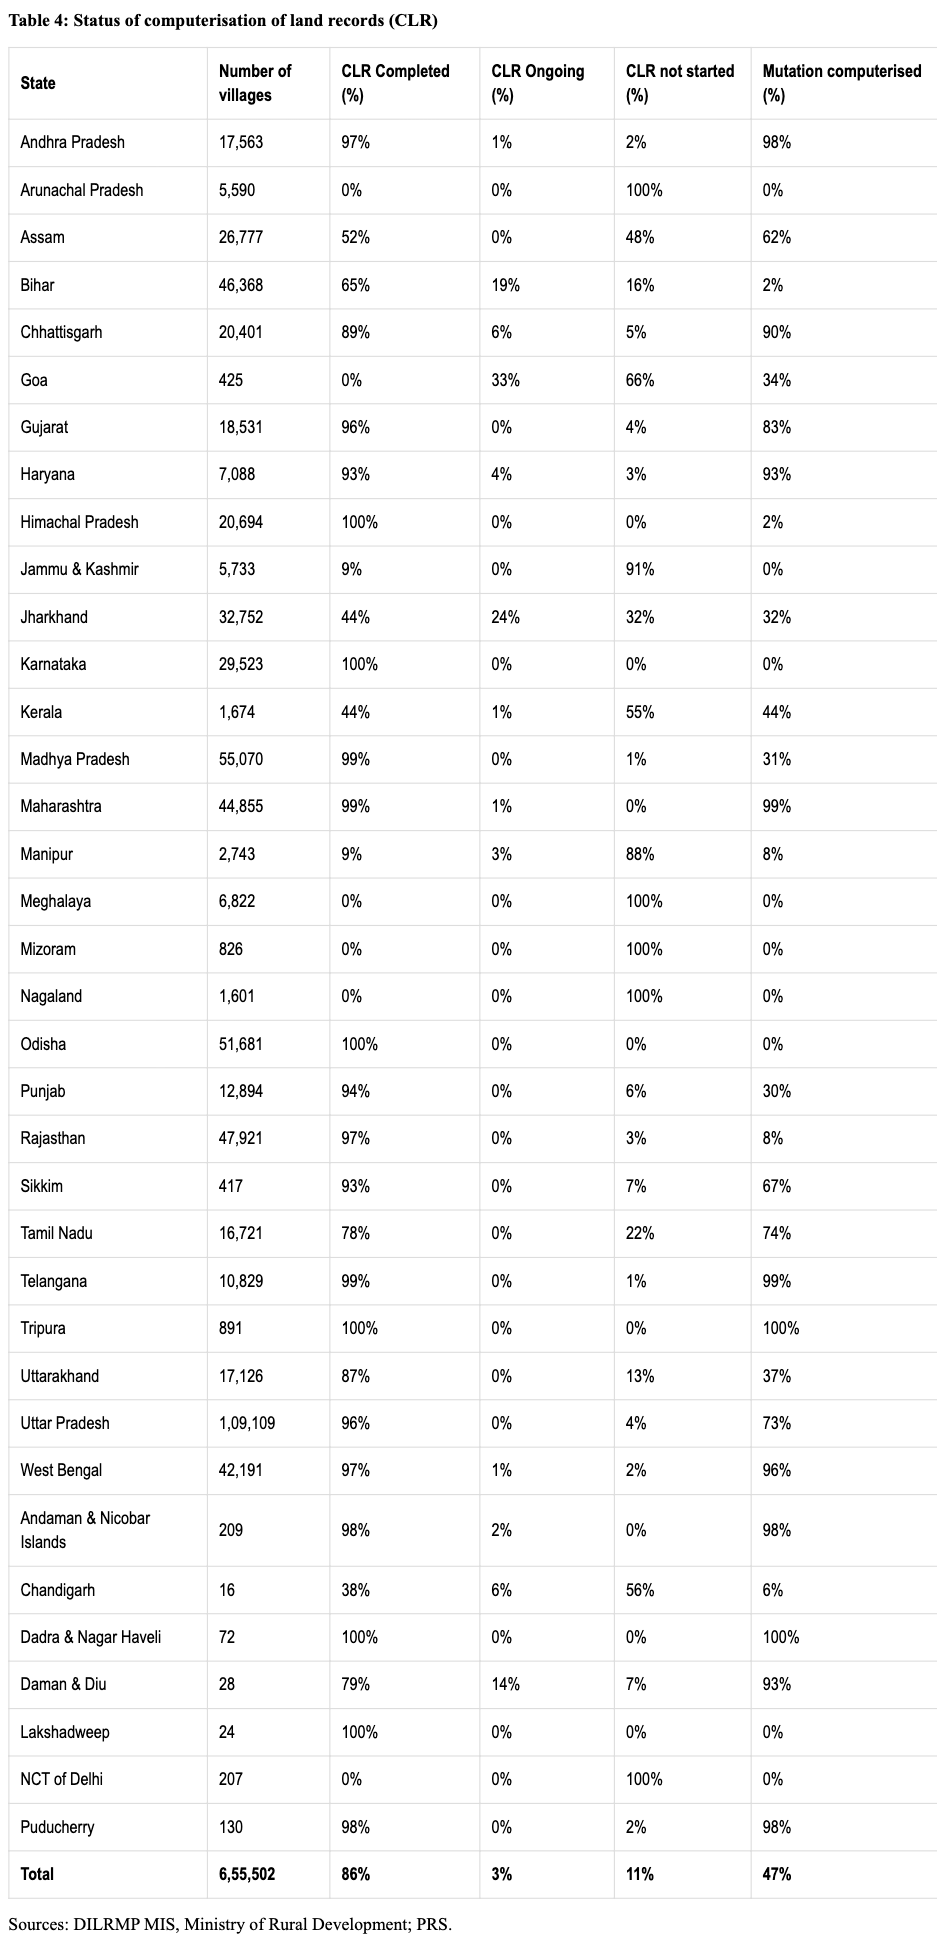 Table 4: Status of computerisation of land records (CLR)
State Number of villages CLR Completed (%) CLR Ongoing (%) CLR not started (%) Mutation computerised (%)
Andhra Pradesh 17,563 97% 1% 2% 98%
Arunachal Pradesh 5,590 0% 0% 100% 0%
Assam 26,777 52% 0% 48% 62%
Bihar 46,368 65% 19% 16% 2%
Chhattisgarh 20,401 89% 6% 5% 90%
Goa 425 0% 33% 66% 34%
Gujarat 18,531 96% 0% 4% 83%
Haryana 7,088 93% 4% 3% 93%
Himachal Pradesh 20,694 100% 0% 0% 2%
Jammu & Kashmir 5,733 9% 0% 91% 0%
Jharkhand 32,752 44% 24% 32% 32%
Karnataka 29,523 100% 0% 0% 0%
Kerala 1,674 44% 1% 55% 44%
Madhya Pradesh 55,070 99% 0% 1% 31%
Maharashtra 44,855 99% 1% 0% 99%
Manipur 2,743 9% 3% 88% 8%
Meghalaya 6,822 0% 0% 100% 0%
Mizoram 826 0% 0% 100% 0%
Nagaland 1,601 0% 0% 100% 0%
Odisha 51,681 100% 0% 0% 0%
Punjab 12,894 94% 0% 6% 30%
Rajasthan 47,921 97% 0% 3% 8%
Sikkim 417 93% 0% 7% 67%
Tamil Nadu 16,721 78% 0% 22% 74%
Telangana 10,829 99% 0% 1% 99%
Tripura 891 100% 0% 0% 100%
Uttarakhand 17,126 87% 0% 13% 37%
Uttar Pradesh 1,09,109 96% 0% 4% 73%
West Bengal 42,191 97% 1% 2% 96%
Andaman & Nicobar Islands 209 98% 2% 0% 98%
Chandigarh 16 38% 6% 56% 6%
Dadra & Nagar Haveli 72 100% 0% 0% 100%
Daman & Diu 28 79% 14% 7% 93%
Lakshadweep 24 100% 0% 0% 0%
NCT of Delhi 207 0% 0% 100% 0%
Puducherry 130 98% 0% 2% 98%
Total 6,55,502 86% 3% 11% 47%
Sources: DILRMP MIS, Ministry of Rural Development; PRS.